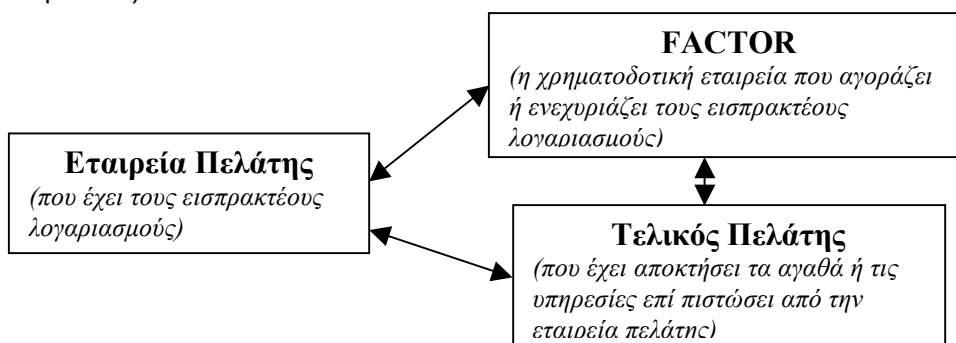 FACTOR
(η χρηματοδοτική εταιρεία που αγοράζει
ή ενεχυριάζει τους εισπρακτέους
λογαριασμούς)
Εταιρεία Πελάτης
(που έχει τους εισπρακτέους
λογαριασμούς)
Τελικός Πελάτης
(που έχει αποκτήσει τα αγαθά ή τις
υπηρεσίες επί πιστώσει από την
εταιρεία πελάτης)